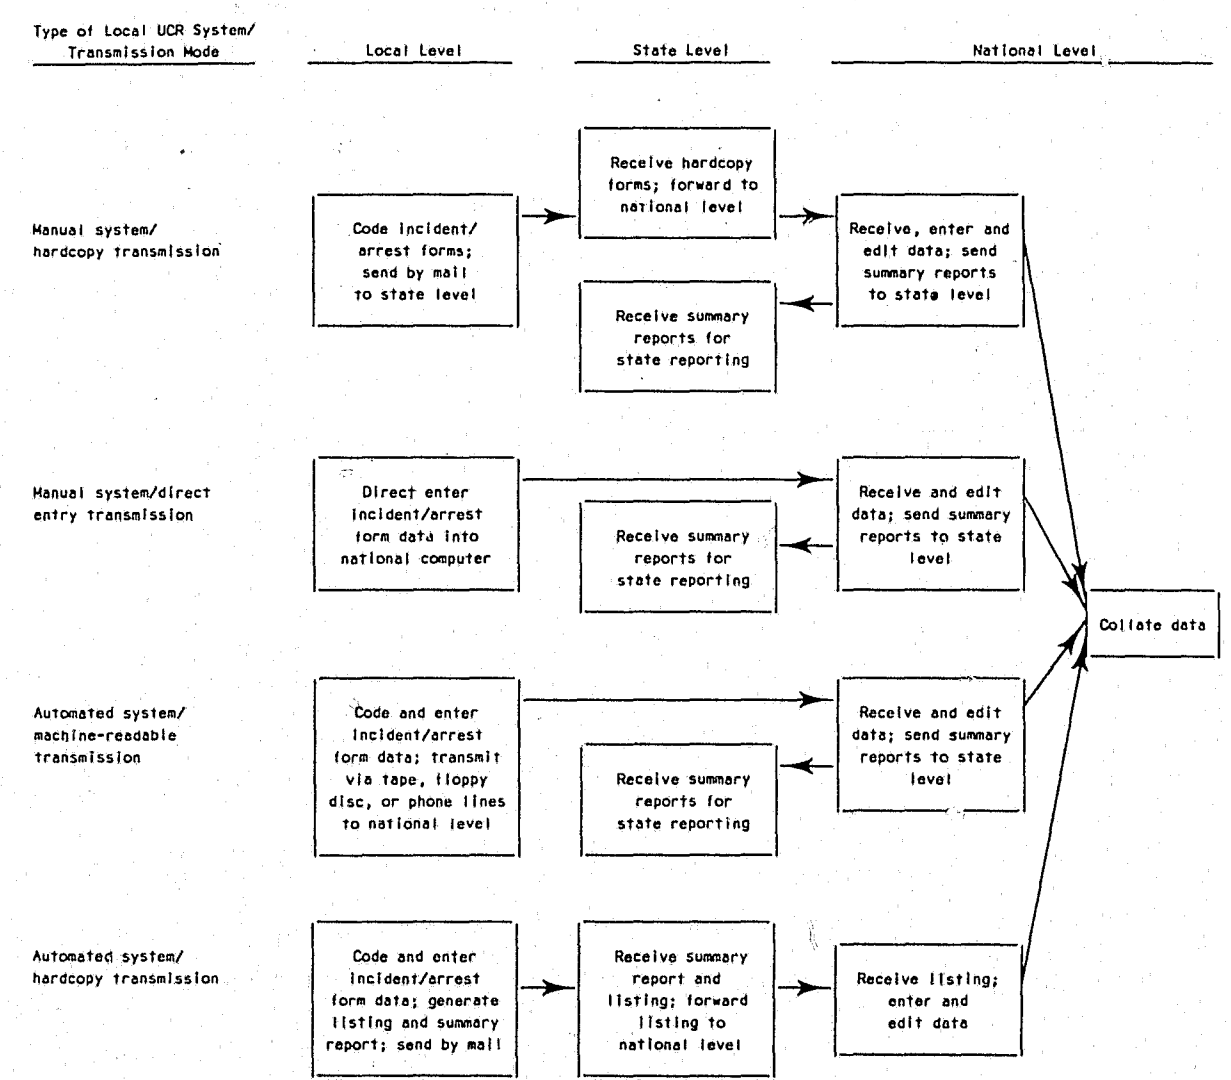 Type of Local UCR System/
Transmission Mode
Local Level
State Level
National Level
Manual system/
hardcopy transmission
Code incident/
arrest forms;
send by mail
to state level
Receive hardcopy
forms; forward to
national level
Receive summary
reports for
state reporting
Receive, enter and
edit data; send
summary reports
to state level
Manual system/direct
entry transmission
Direct enter
incident/arrest
form data into
national computer
Receive summary
reports for
state reporting
Receive and edit
data; send summary
reports to state
level
Collate data
Automated system/
machine-readable
transmission
Code and enter
incident/arrest
form data; transmit
via tape, floppy
disc, or phone lines
to national level
Receive summary
reports for
state reporting
Receive and edit
data; send summary
reports to state
level
Automated system/
hardcopy transmission
Code and enter
incident/arrest
form data; generate
listing and summary
report; send by mail
Receive summary
report and
listing; forward
listing to
national level
Receive listing;
enter and
edit data